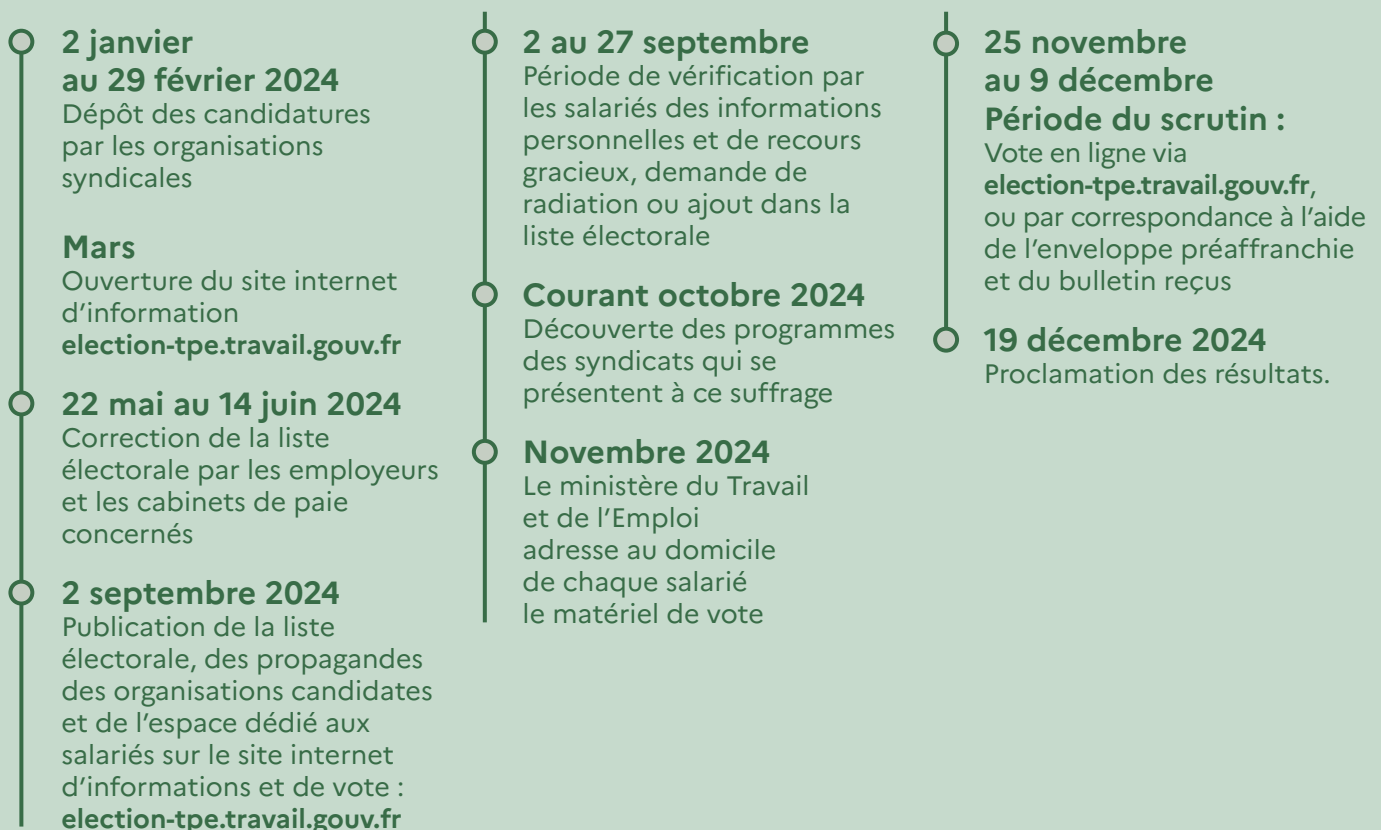 2 janvier
au 29 février 2024
Dépôt des candidatures
par les organisations
syndicales
Mars
Ouverture du site internet
d’information
election-tpe.travail.gouv.fr
22 mai au 14 juin 2024
Correction de la liste
électorale par les employeurs
et les cabinets de paie
concernés
2 septembre 2024
Publication de la liste
électorale, des propagandes
des organisations candidates
et de l’espace dédié aux
salariés sur le site internet
d’informations et de vote :
election-tpe.travail.gouv.fr
2 au 27 septembre
Période de vérification par
les salariés des informations
personnelles et de recours
gracieux, demande de
radiation ou ajout dans la
liste électorale
Courant octobre 2024
Découverte des programmes
des syndicats qui se
présentent à ce suffrage
Novembre 2024
Le ministère du Travail
et de l’Emploi
adresse au domicile
de chaque salarié
le matériel de vote
25 novembre
au 9 décembre
Période du scrutin :
Vote en ligne via
election-tpe.travail.gouv.fr,
ou par correspondance à l’aide
de l’enveloppe préaffranchie
et du bulletin reçus
19 décembre 2024
Proclamation des résultats.